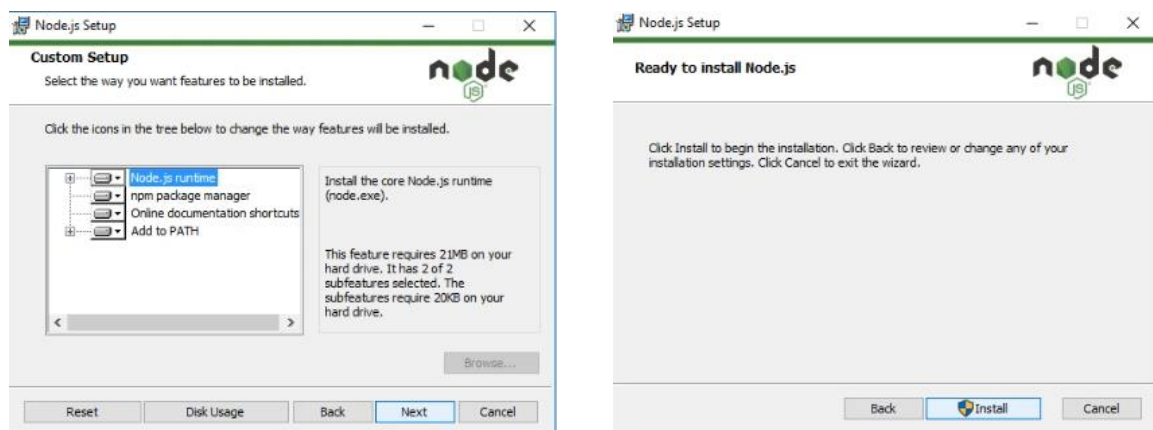 Node.js Setup
Custom Setup
Select the way you want features to be installed.
node
JS
Click the icons in the tree below to change the way features will be installed.
Node.js runtime
npm package manager
Online documentation shortcuts
Add to PATH
Install the core Node.js runtime
(node.exe).
This feature requires 21MB on your
hard drive. It has 2 of 2
subfeatures selected. The
subfeatures require 20KB on your
hard drive.
Browse...
Reset Disk Usage Back Next Cancel
Node.js Setup
Ready to install Node.js
node
JS
Click Install to begin the installation. Click Back to review or change any of your
installation settings. Click Cancel to exit the wizard.
Back Install Cancel